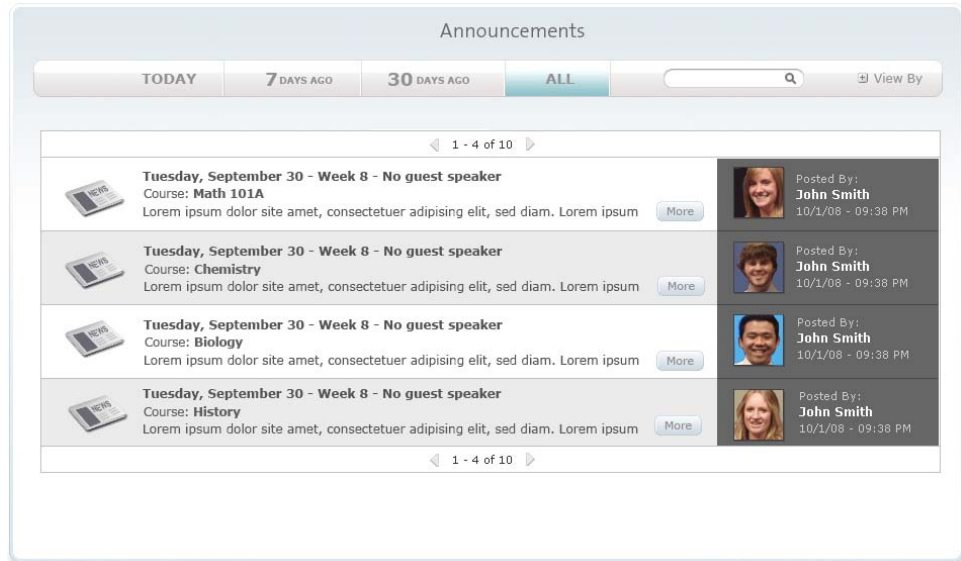 Announcements
TODAY 7 DAYS AGO 30 DAYS AGO ALL View By
1 - 4 of 10
NEWS
Tuesday, September 30 - Week 8 - No guest speaker
Course: Math 101A
Lorem ipsum dolor site amet, consectetuer adipising elit, sed diam. Lorem ipsum More
Posted By:
John Smith
10/1/08 - 09:38 PM
NEWS
Tuesday, September 30 - Week 8 - No guest speaker
Course: Chemistry
Lorem ipsum dolor site amet, consectetuer adipising elit, sed diam. Lorem ipsum More
Posted By:
John Smith
10/1/08 - 09:38 PM
NEWS
Tuesday, September 30 - Week 8 - No guest speaker
Course: Biology
Lorem ipsum dolor site amet, consectetuer adipising elit, sed diam. Lorem ipsum More
Posted By:
John Smith
10/1/08 - 09:38 PM
NEWS
Tuesday, September 30 - Week 8 - No guest speaker
Course: History
Lorem ipsum dolor site amet, consectetuer adipising elit, sed diam. Lorem ipsum More
Posted By:
John Smith
10/1/08 - 09:38 PM
1 - 4 of 10